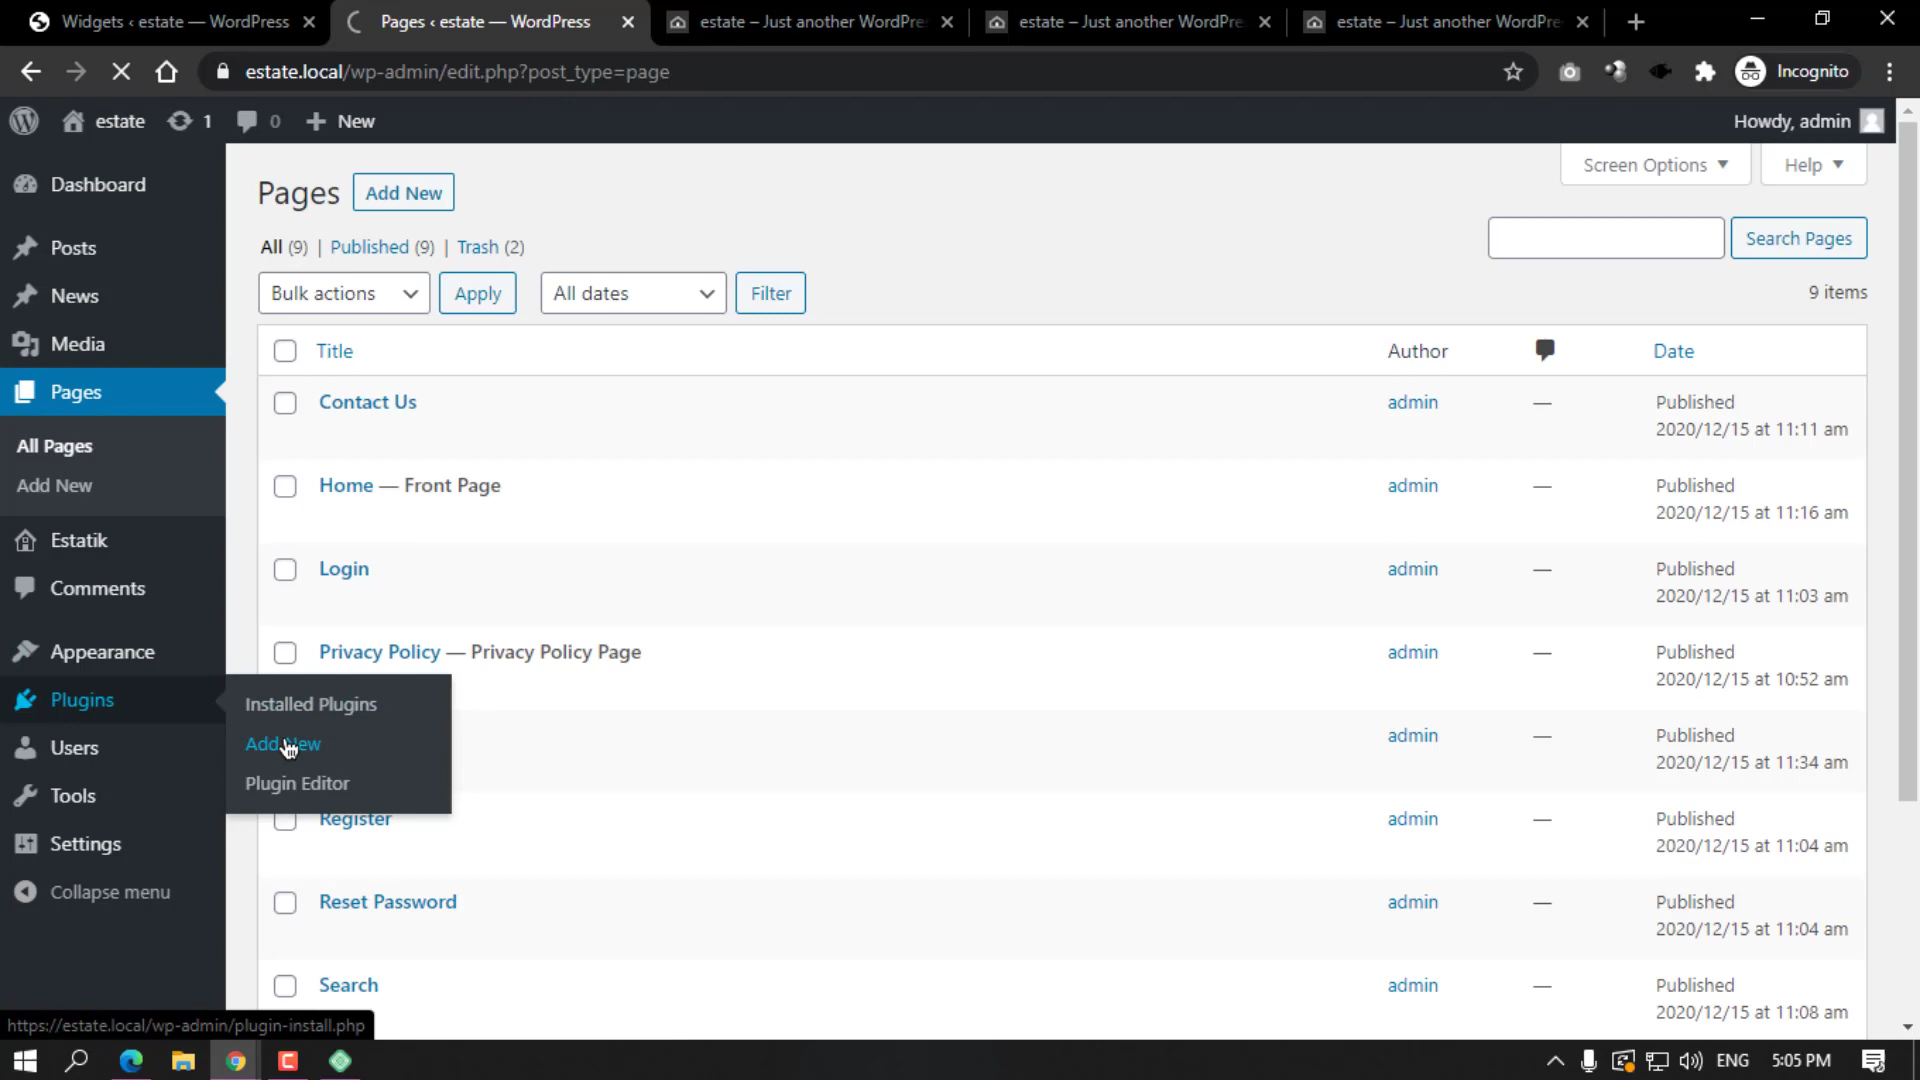 Widgets ‹ estate — WordPress
Pages ‹ estate — WordPress
estate – Just another WordPre
estate – Just another WordPre
estate – Just another WordPre
estate.local/wp-admin/edit.php?post_type=page
Incognito
estate
1
0
New
Howdy, admin
Dashboard
Posts
News
Media
Pages
All Pages
Add New
Estatik
Comments
Appearance
Plugins
Users
Tools
Settings
Collapse menu
Installed Plugins
Add New
Plugin Editor
Screen Options
Help
Pages
Add New
All (9) | Published (9) | Trash (2)
Search Pages
Bulk actions
Apply
All dates
Filter
9 items
Title
Author
Date
Contact Us
admin
—
Published
2020/12/15 at 11:11 am
Home — Front Page
admin
—
Published
2020/12/15 at 11:16 am
Login
admin
—
Published
2020/12/15 at 11:03 am
Privacy Policy — Privacy Policy Page
admin
—
Published
2020/12/15 at 10:52 am
admin
—
Published
2020/12/15 at 11:34 am
Register
admin
—
Published
2020/12/15 at 11:04 am
Reset Password
admin
—
Published
2020/12/15 at 11:04 am
Search
admin
—
Published
2020/12/15 at 11:08 am
https://estate.local/wp-admin/plugin-install.php
ENG
5:05 PM